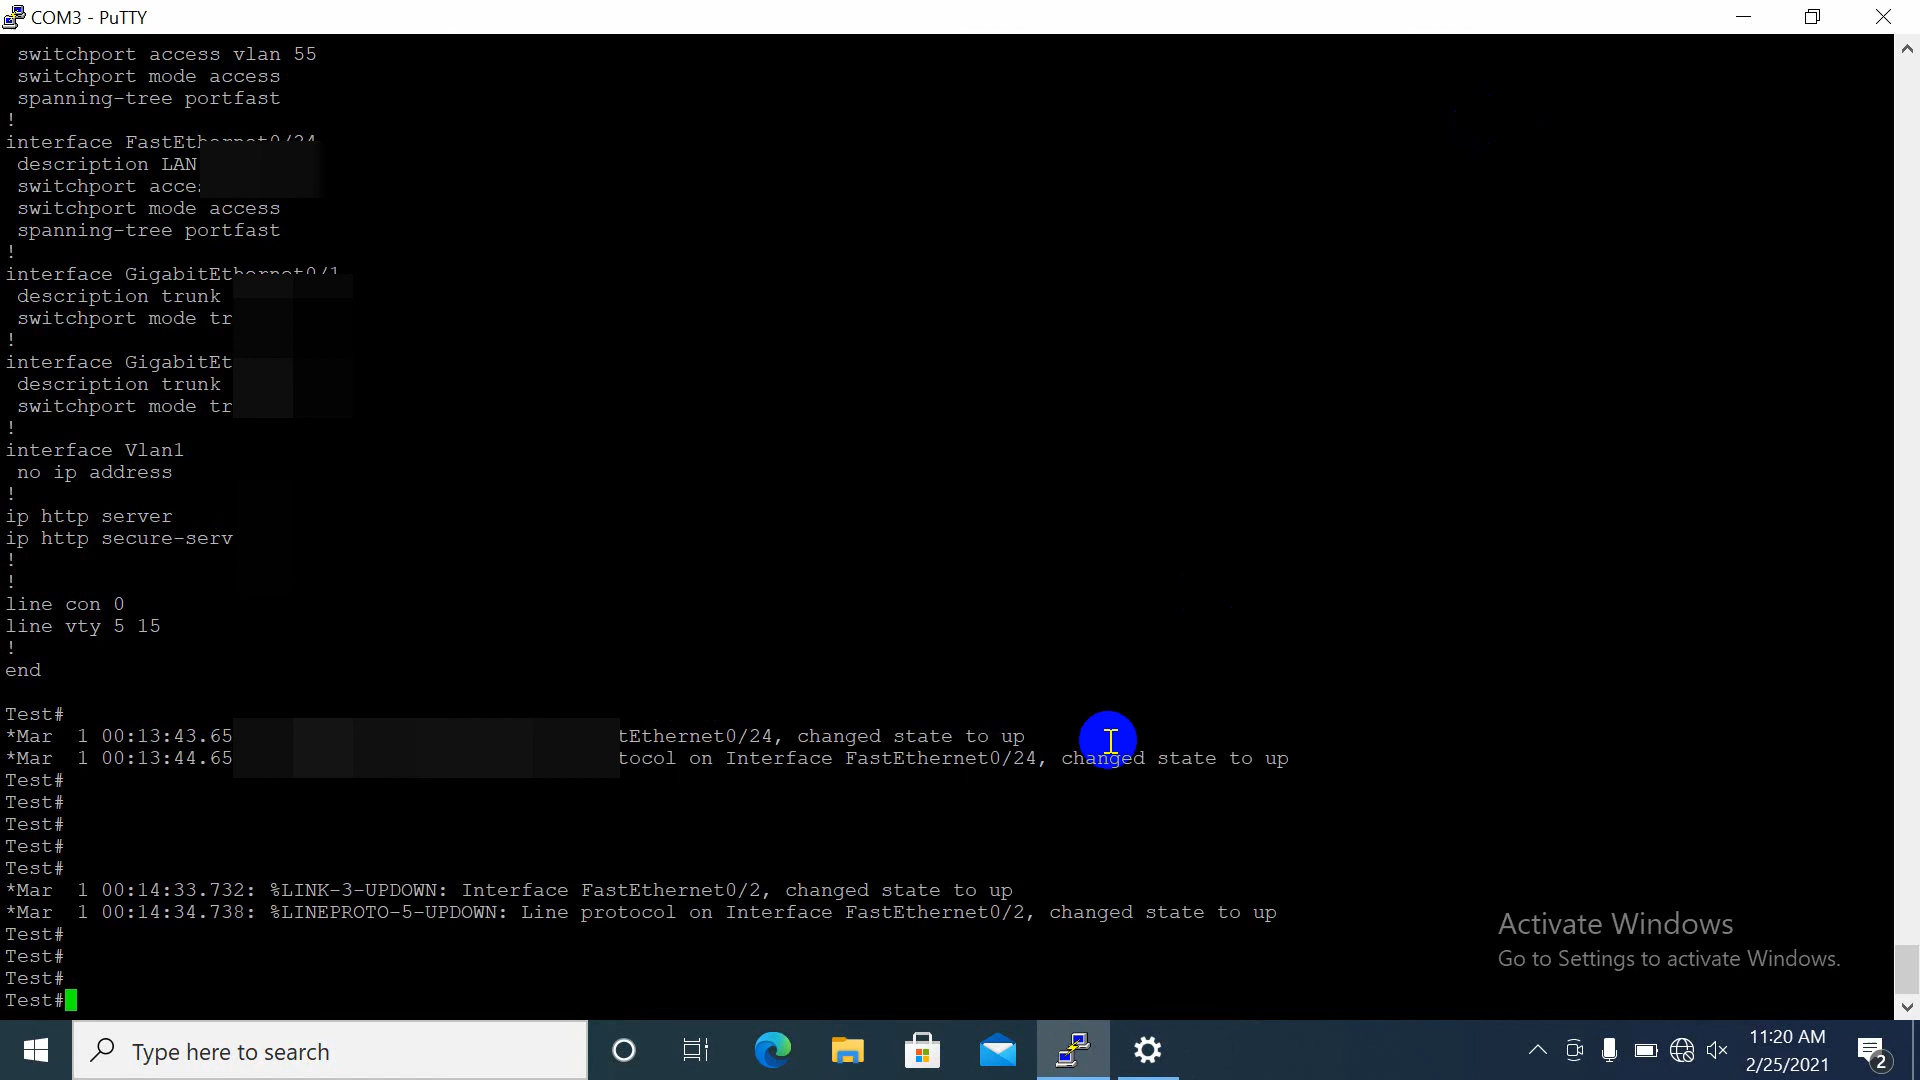 COM3 - PuTTY
switchport access vlan 55
switchport mode access
spanning-tree portfast
!
interface FastEthernet0/24
description LAN
switchport
switchport mode access
spanning-tree portfast
!
interface GigabitEthernet0/1
description trunk
switchport mode tr
!
interface GigabitEt
description trunk
switchport mode tr
!
interface Vlan1
no ip address
!
ip http server
ip http secure-serv
!
!
line con 0
line vty 5 15
!
end
Test#
*Mar 1 00:13:43.65 tEthernet0/24, changed state to up
*Mar 1 00:13:44.65 tocol on Interface FastEthernet0/24, changed state to up
Test#
Test#
Test#
Test#
Test#
*Mar 1 00:14:33.732: %LINK-3-UPDOWN: Interface FastEthernet0/2, changed state to up
*Mar 1 00:14:34.738: %LINEPROTO-5-UPDOWN: Line protocol on Interface FastEthernet0/2, changed state to up
Test#
Test#
Test#
Test#
Activate Windows
Go to Settings to activate Windows.
Type here to search
11:20 AM
2/25/2021
2